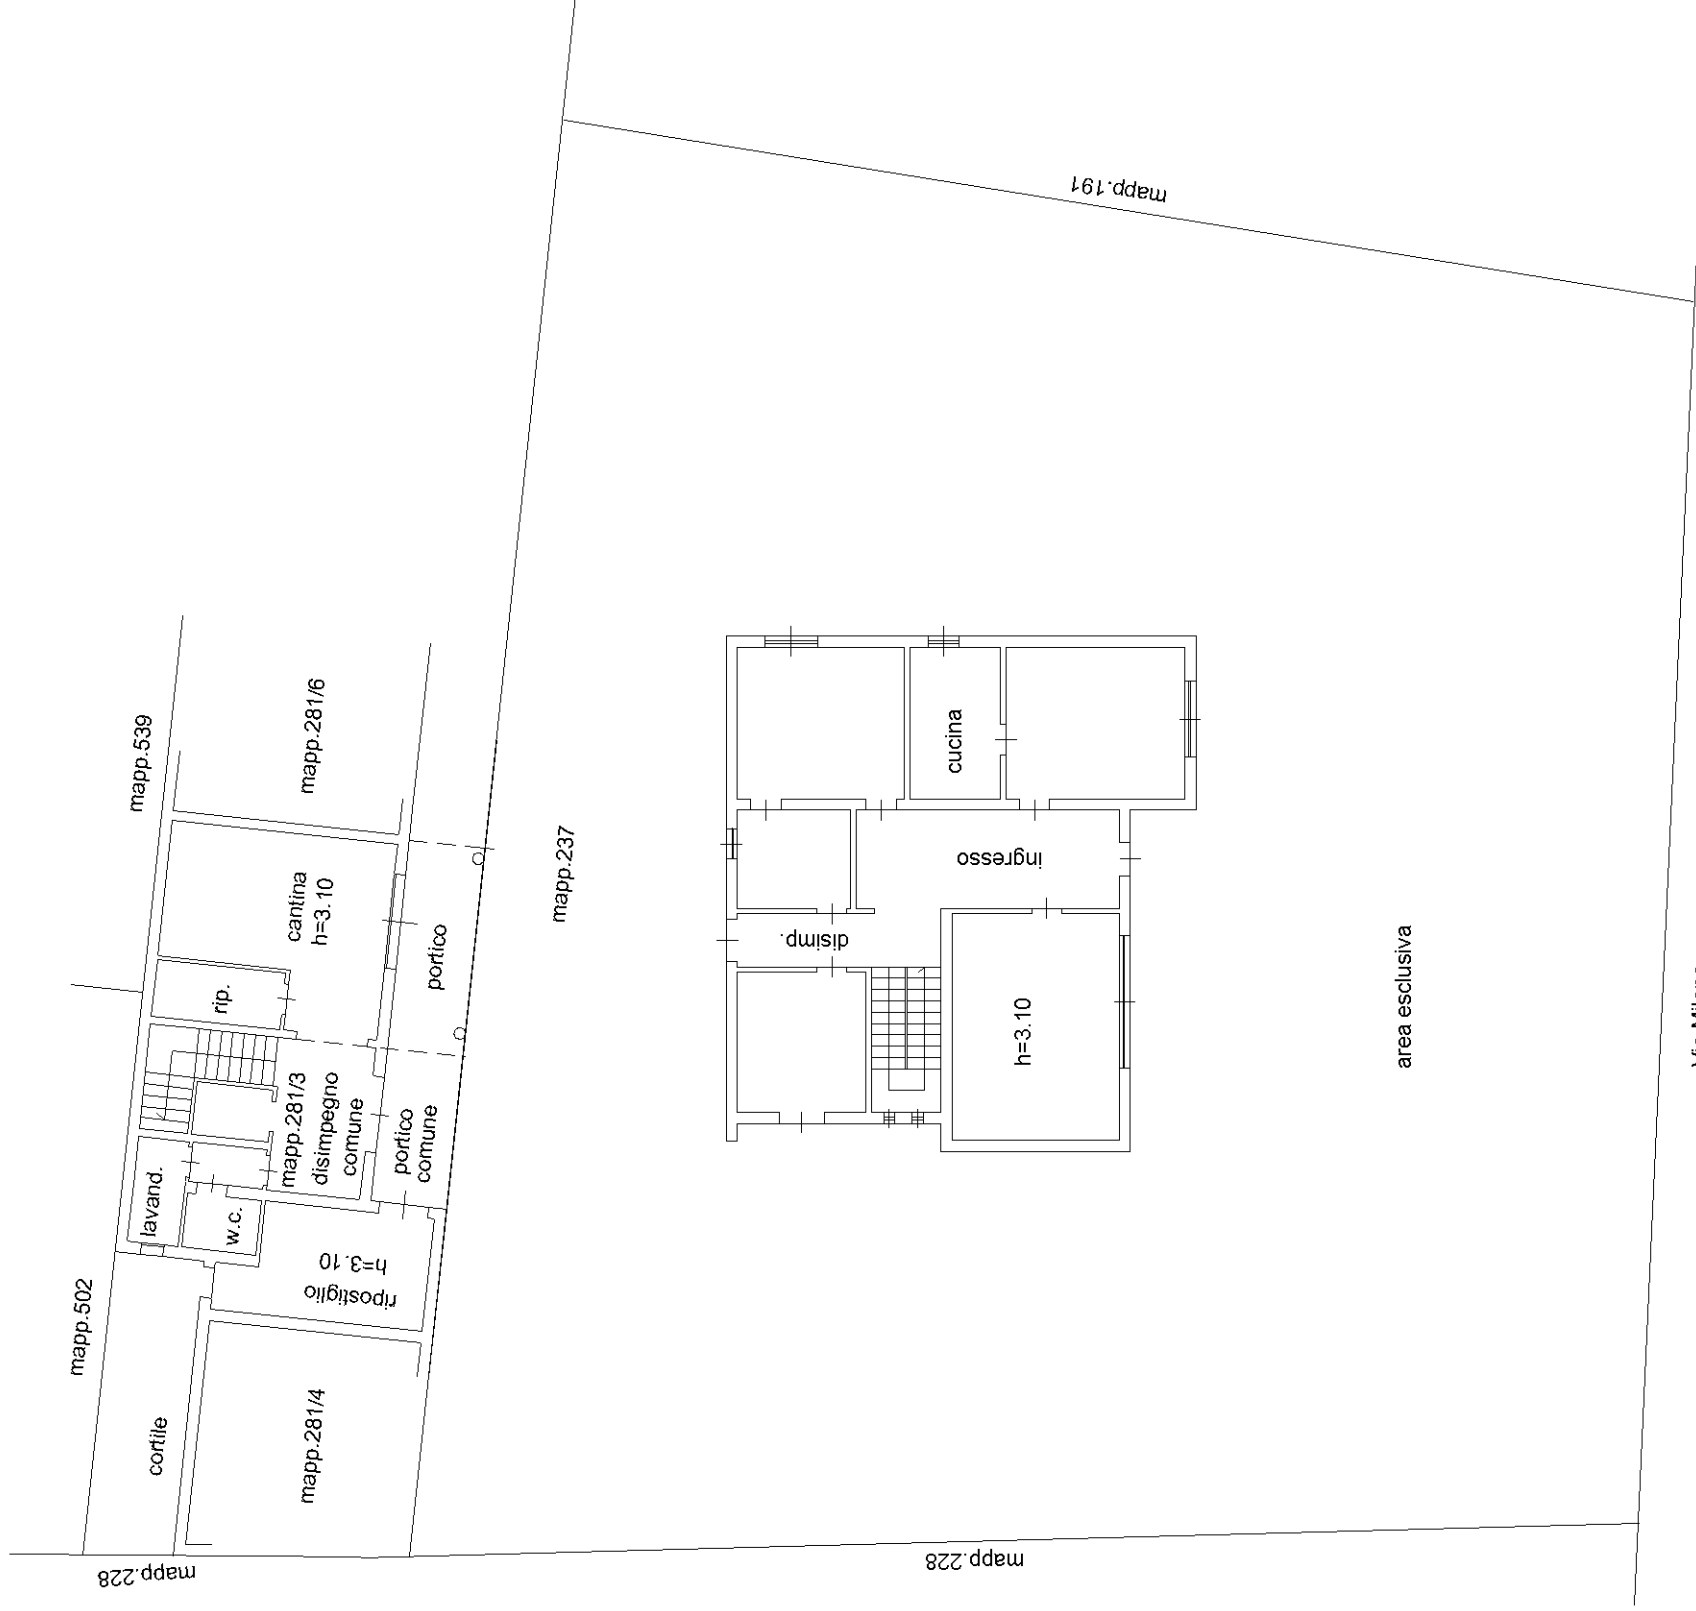 mapp.191
mapp.539
mapp.281/6
mapp.237
cantina
h=3.10
portico
rip.
mapp.281/3
disimpegno
comune
portico
comune
lavand.
w.c.
ripostiglio
h=3.10
mapp.502
cortile
mapp.281/4
mapp.228
cucina
ingresso
disimp.
h=3.10
area esclusiva
mapp.228